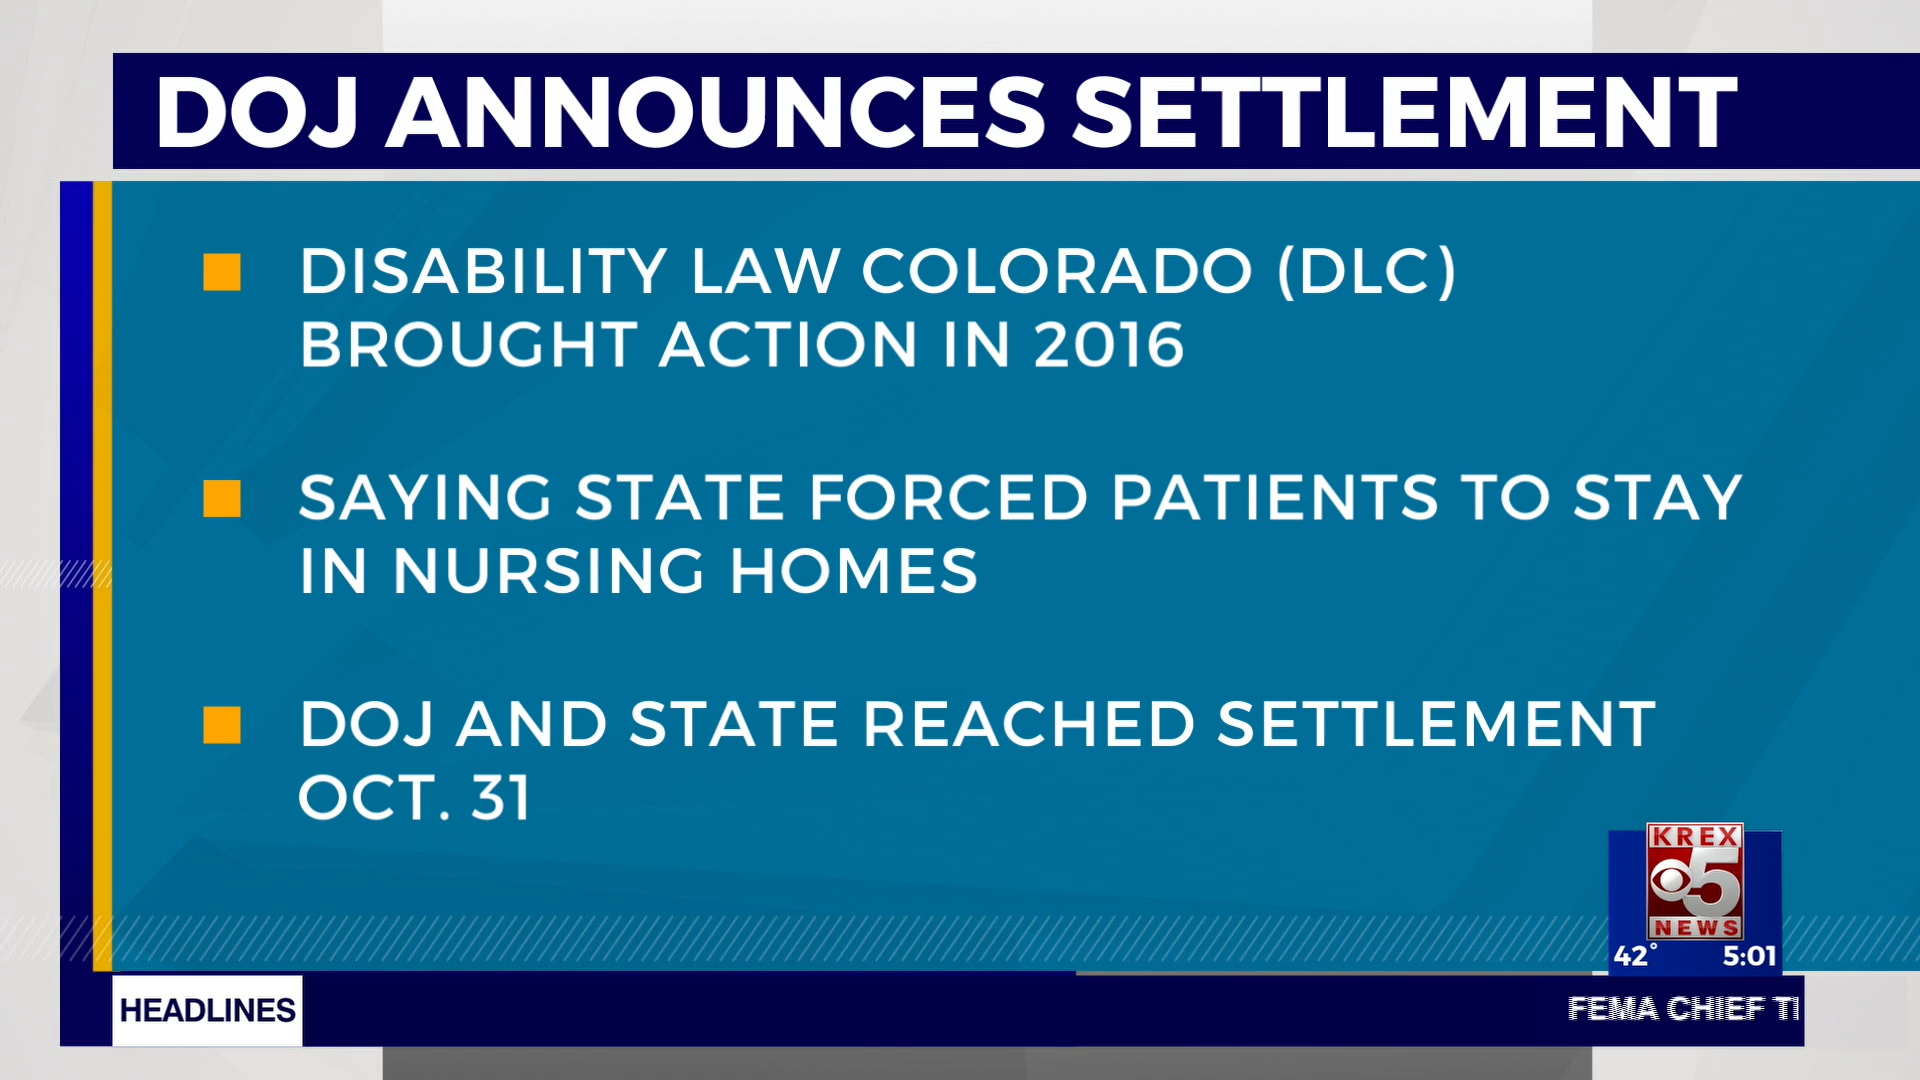 DOJ ANNOUNCES SETTLEMENT
DISABILITY LAW COLORADO (DLC)
BROUGHT ACTION IN 2016
SAYING STATE FORCED PATIENTS TO STAY
IN NURSING HOMES
DOJ AND STATE REACHED SETTLEMENT
OCT. 31
KREX
5
NEWS
42° 5:01
HEADLINES
FEMA CHIEF